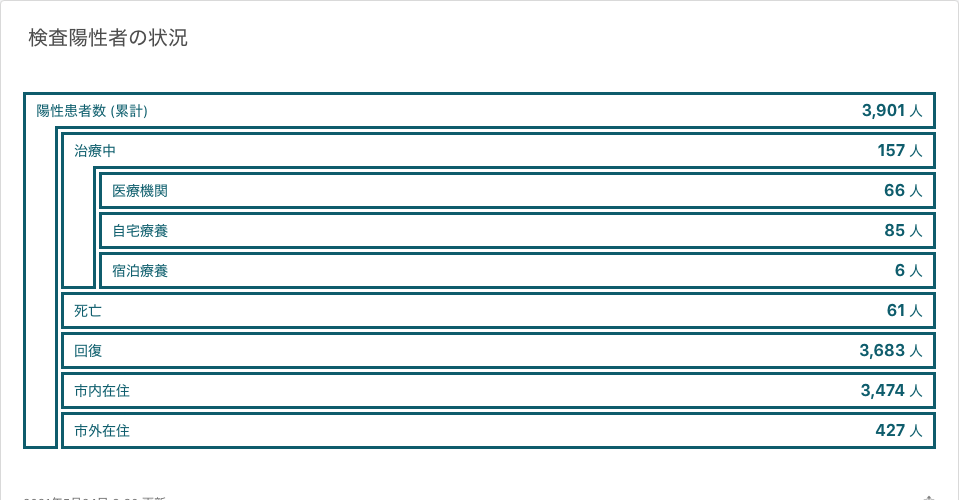 検査陽性者の状況
陽性患者数 (累計) 3,901 人
治療中 157 人
医療機関 66 人
自宅療養 85 人
宿泊療養 6 人
死亡 61 人
回復 3,683 人
市内在住 3,474 人
市外在住 427 人